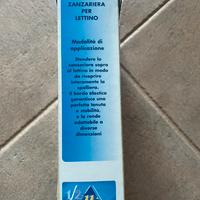 ZANZARIERA
PER
LETTINO
Modalità di
applicazione
Stendere la
zanzariera sopra
al lettino in modo
da ricoprire
interamente la
spalliera.
Il bordo elastico
garantisce una
perfetta tenuta
e stabilità,
e la rende
adattabile a
diverse
dimensioni